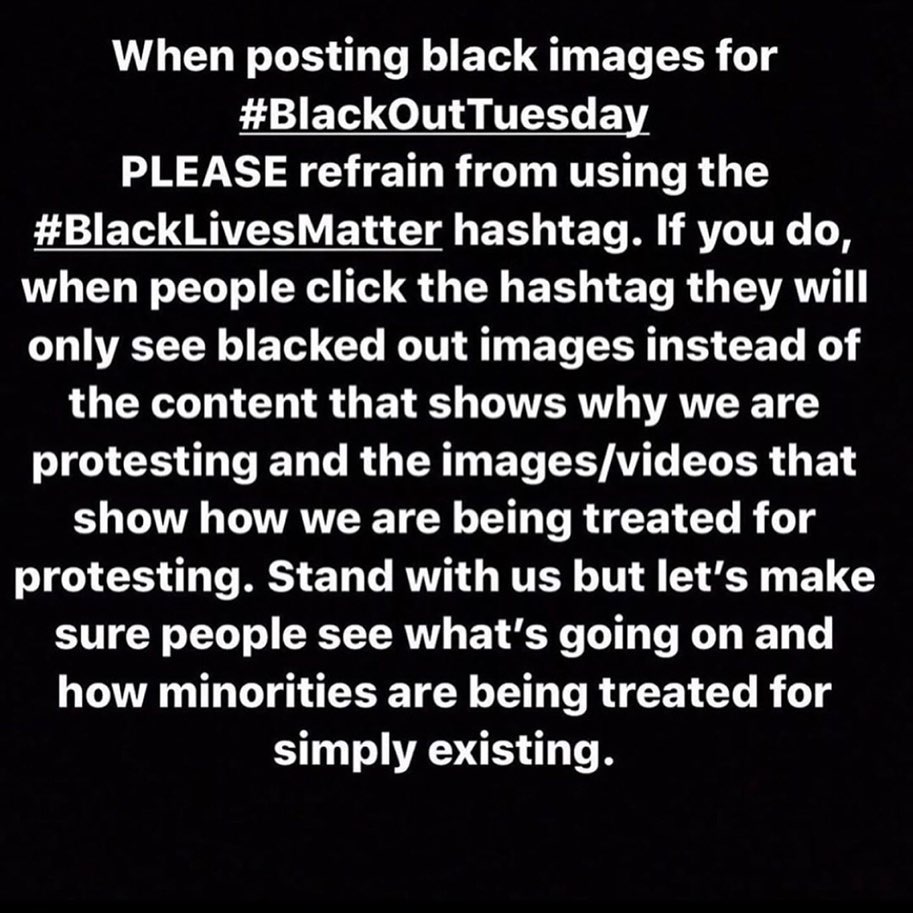 When posting black images for
#BlackOutTuesday
PLEASE refrain from using the
#BlackLivesMatter hashtag. If you do,
when people click the hashtag they will
only see blacked out images instead of
the content that shows why we are
protesting and the images/videos that
show how we are being treated for
protesting. Stand with us but let’s make
sure people see what’s going on and
how minorities are being treated for
simply existing.